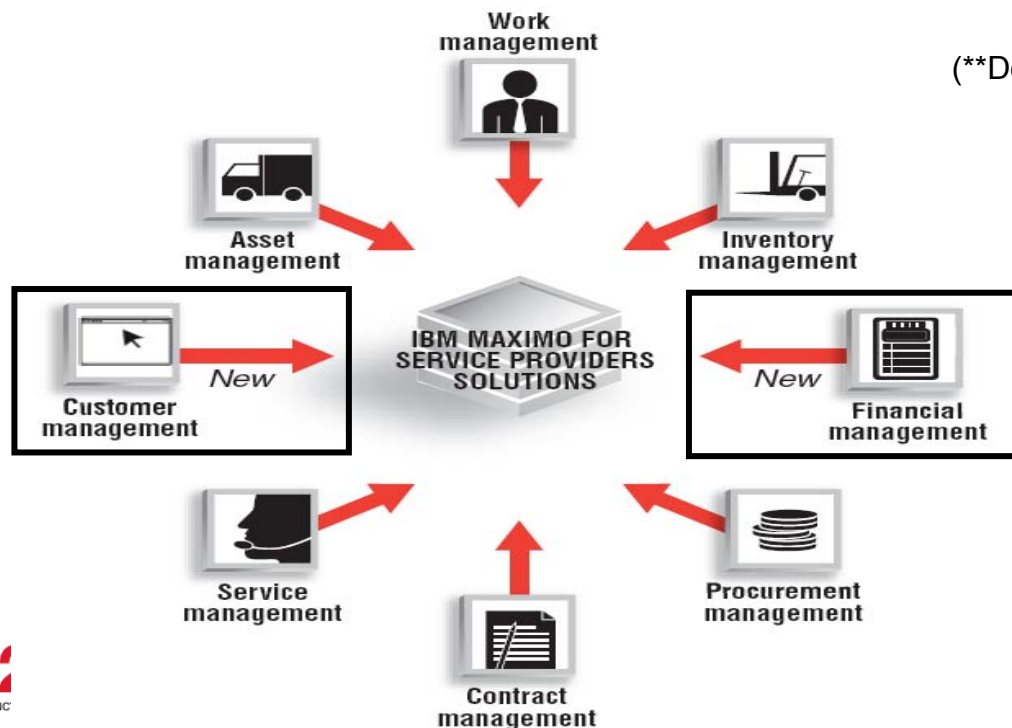 Work
management
(**De
Asset
management
Inventory
management
IBM MAXIMO FOR
SERVICE PROVIDERS
SOLUTIONS
New
Customer
management
New
Financial
management
Service
management
Procurement
management
Contract
management